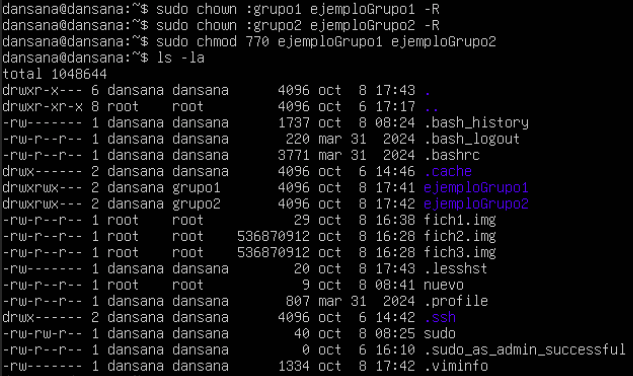 dansana@dansana:~$ sudo chown :grupo1 ejemploGrupo1 -R
dansana@dansana:~$ sudo chown :grupo2 ejemploGrupo2 -R
dansana@dansana:~$ sudo chmod 770 ejemploGrupo1 ejemploGrupo2
dansana@dansana:~$ ls -la
total 1048644
drwxr-x--- 6 dansana dansana      4096 oct  8 17:43 .
drwxr-xr-x 8 root    root         4096 oct  6 17:17 ..
-rw------- 1 dansana dansana      1737 oct  8 08:24 .bash_history
-rw-r--r-- 1 dansana dansana       220 mar 31  2024 .bash_logout
-rw-r--r-- 1 dansana dansana      3771 mar 31  2024 .bashrc
drwx------ 2 dansana dansana      4096 oct  6 14:46 .cache
drwxrwx--- 2 dansana grupo1       4096 oct  8 17:41 ejemploGrupo1
drwxrwx--- 2 dansana grupo2       4096 oct  8 17:42 ejemploGrupo2
-rw-r--r-- 1 root    root           29 oct  8 16:38 fich1.img
-rw-r--r-- 1 root    root    536870912 oct  8 16:28 fich2.img
-rw-r--r-- 1 root    root    536870912 oct  8 16:28 fich3.img
-rw------- 1 dansana dansana        20 oct  8 17:43 .lesshst
-rw-r--r-- 1 root    root            9 oct  8 08:41 nuevo
-rw-r--r-- 1 dansana dansana       807 mar 31  2024 .profile
drwx------ 2 dansana dansana      4096 oct  6 14:42 .ssh
-rw-rw-r-- 1 dansana dansana        40 oct  8 08:25 sudo
-rw-r--r-- 1 dansana dansana         0 oct  6 16:10 .sudo_as_admin_successful
-rw------- 1 dansana dansana      1334 oct  8 17:42 .viminfo